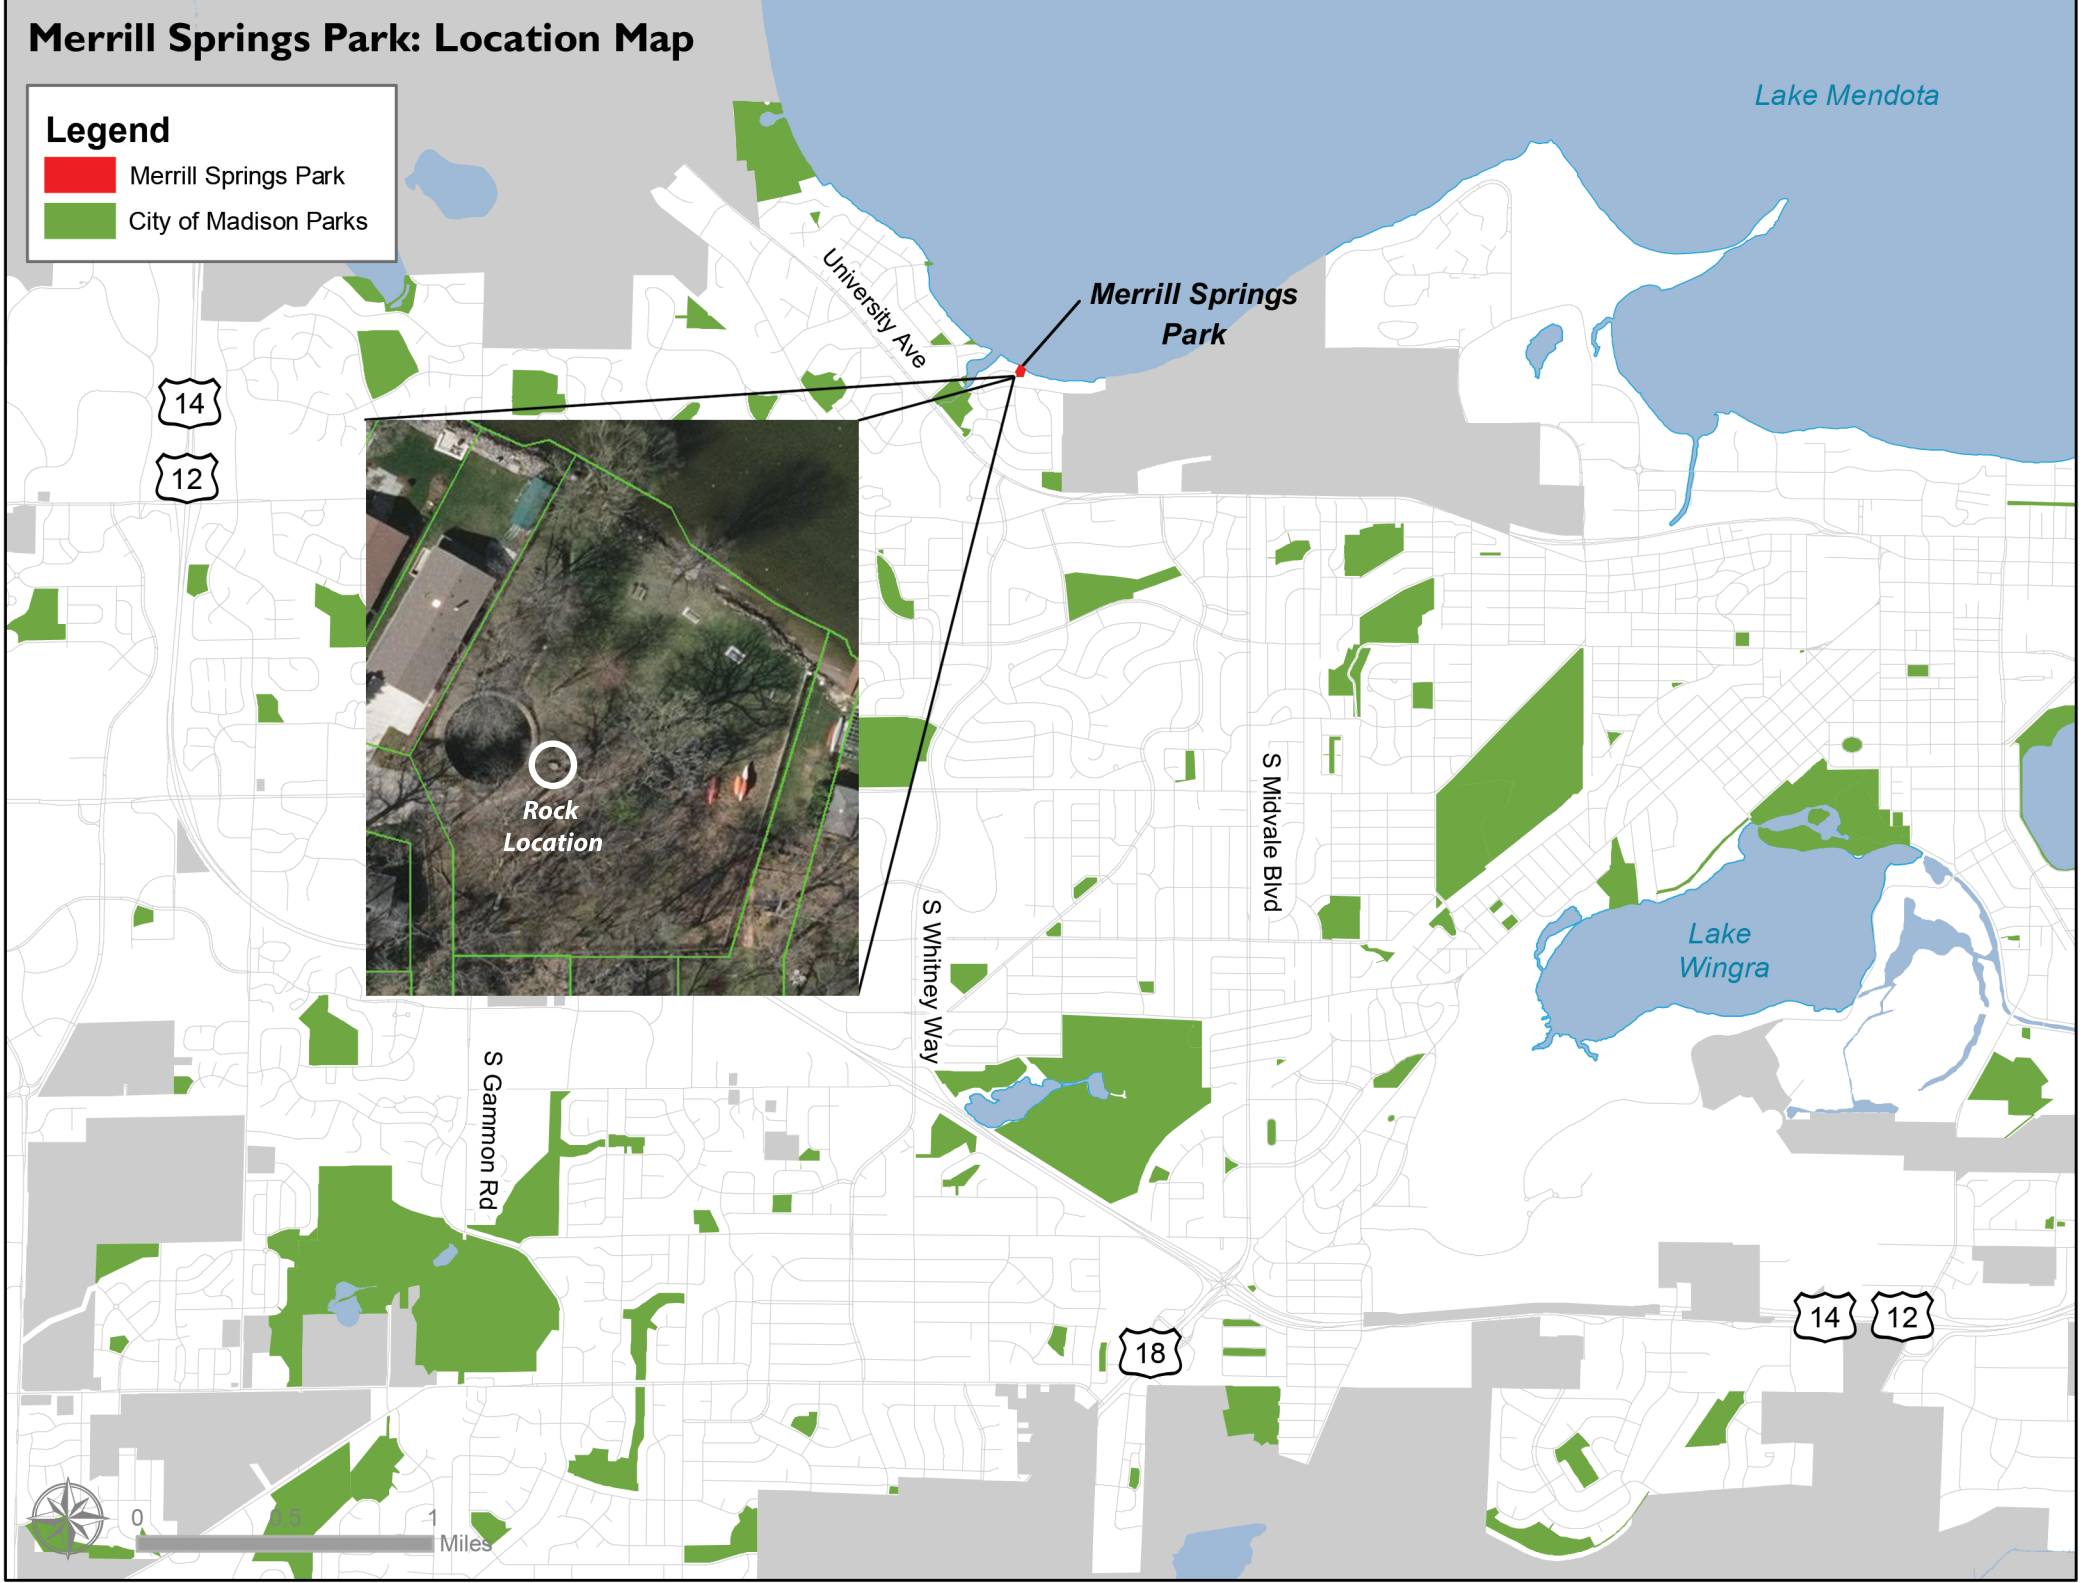 Merrill Springs Park: Location Map
Legend
Merrill Springs Park
City of Madison Parks
Lake Mendota
University Ave
Merrill Springs
Park
14
12
Rock
Location
S Midvale Blvd
S Whitney Way
Lake
Wingra
S Gammon Rd
14
12
18
0
0.5
1
Miles